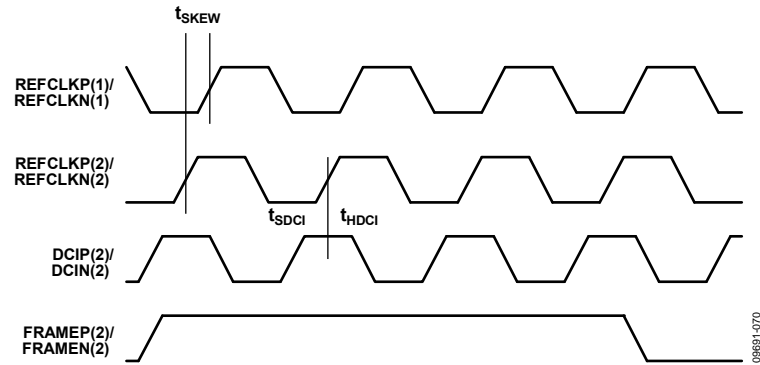 tSKEW
REFCLKP(1)/
REFCLKN(1)
REFCLKP(2)/
REFCLKN(2)
tSDCI tHDCI
DCIP(2)/
DCIN(2)
FRAMEP(2)/
FRAMEN(2)
09691-070